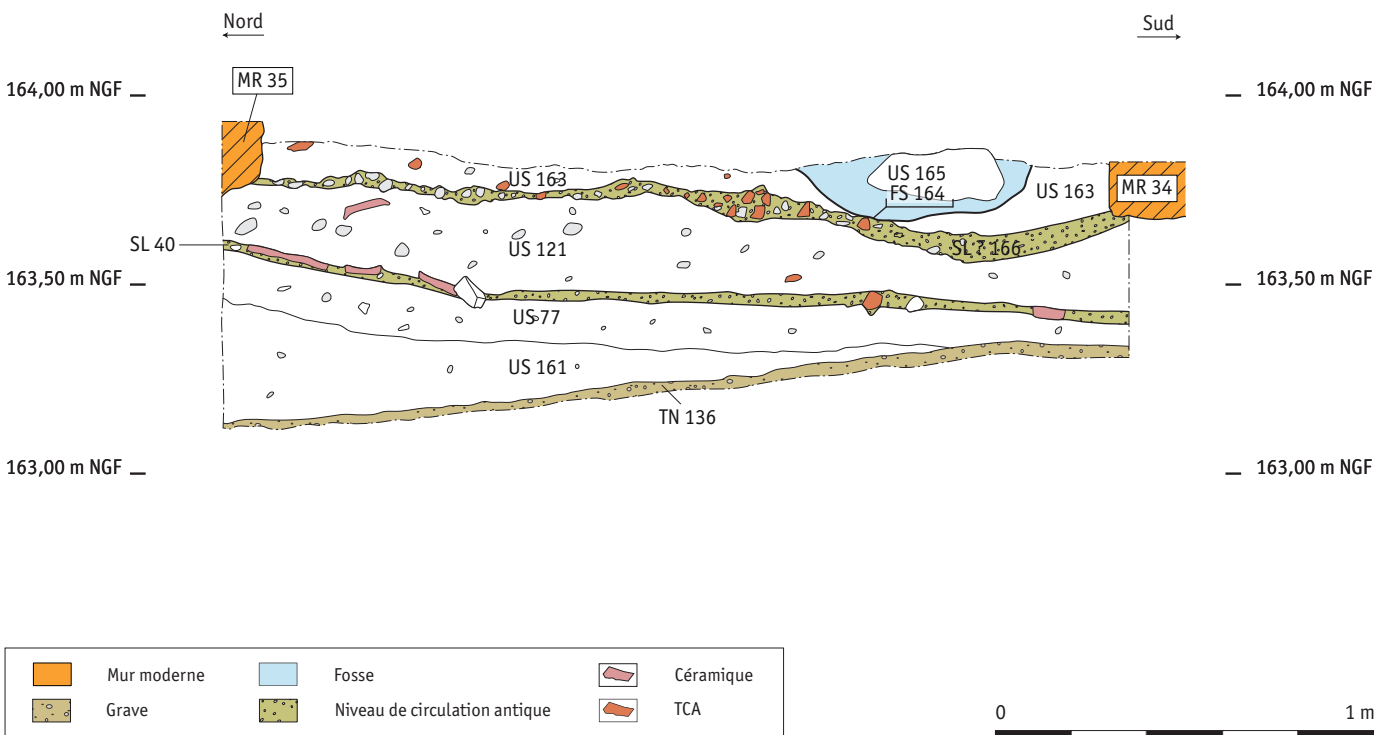 Nord
Sud
MR 35
164,00 m NGF
164,00 m NGF
US 163
US 165
FS 164
US 163
MR 34
SL 40
US 121
SL ? 166
163,50 m NGF
163,50 m NGF
US 77
US 161
TN 136
163,00 m NGF
163,00 m NGF
Mur moderne
Fosse
Céramique
Grave
Niveau de circulation antique
TCA
0
1 m